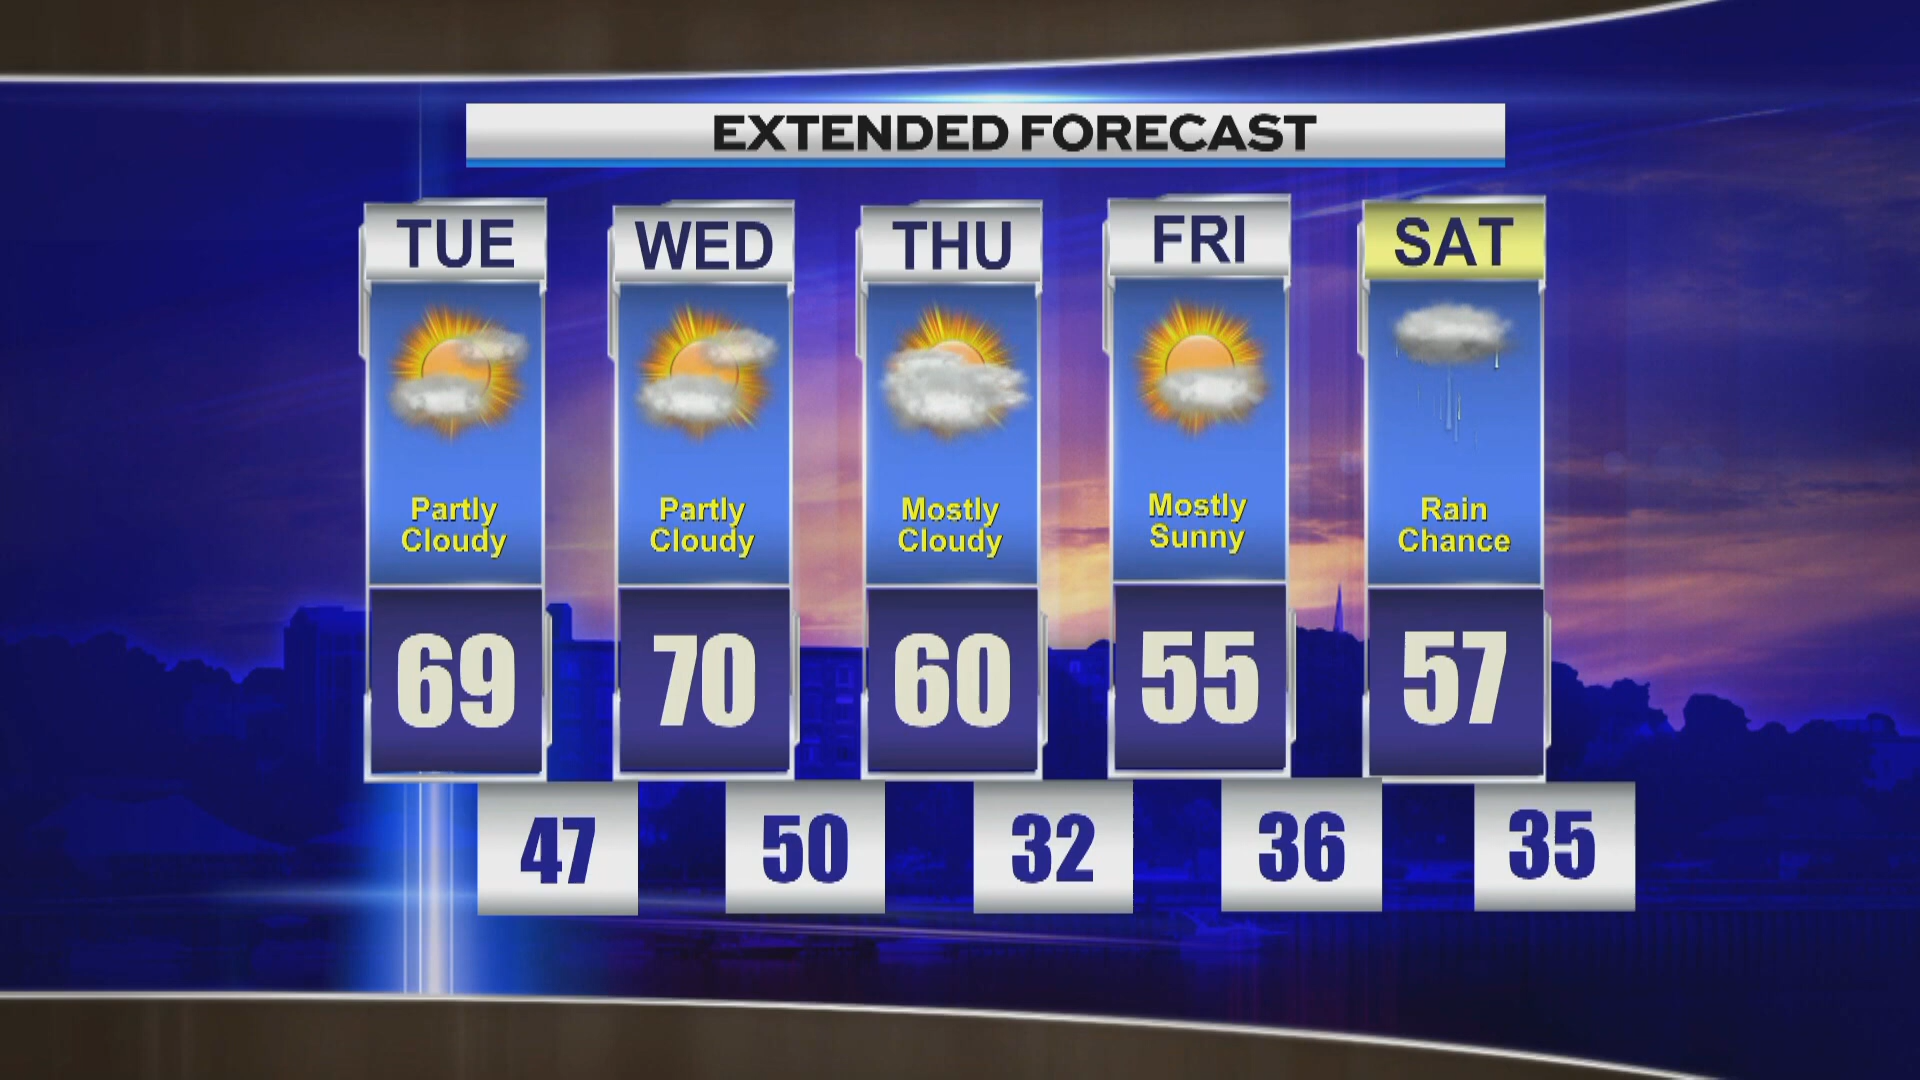 EXTENDED FORECAST
TUE WED THU FRI SAT
Partly Cloudy
Partly Cloudy
Mostly Cloudy
Mostly Sunny
Rain Chance
69 70 60 55 57
47 50 32 36 35